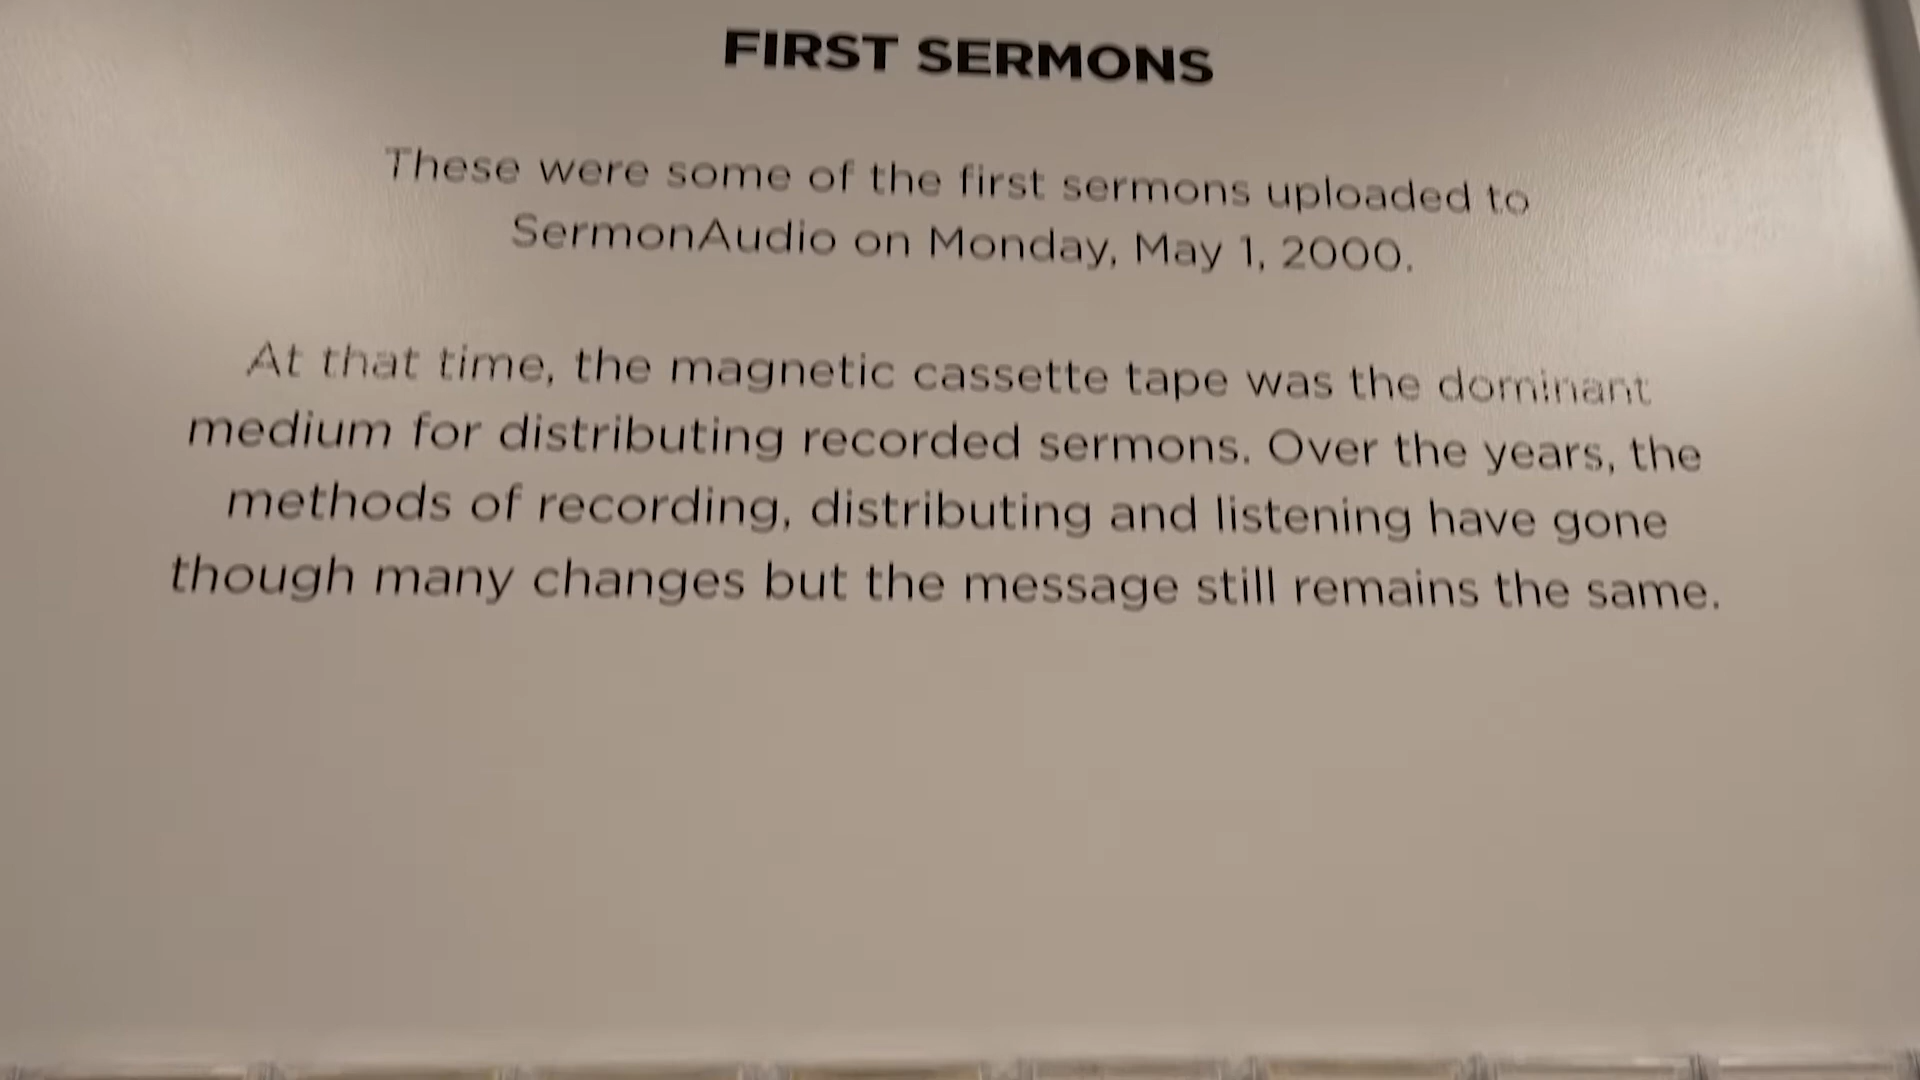 FIRST SERMONS
These were some of the first sermons uploaded to
SermonAudio on Monday, May 1, 2000.
At that time, the magnetic cassette tape was the dominant
medium for distributing recorded sermons. Over the years, the
methods of recording, distributing and listening have gone
though many changes but the message still remains the same.